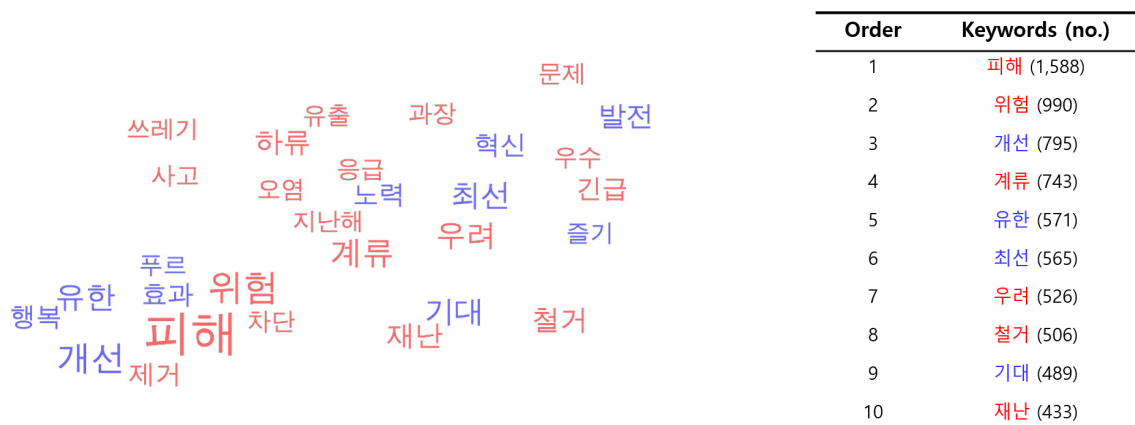 문제
유출
과장
발전
쓰레기
하류
혁신
우수
응급
사고
오염
노력
최선
긴급
지난해
우려
즐기
계류
푸르
위험
유한
효과
행복
기대
피해
차단
재난
철거
개선
제거
Order Keywords (no.)
1 피해 (1,588)
2 위험 (990)
3 개선 (795)
4 계류 (743)
5 유한 (571)
6 최선 (565)
7 우려 (526)
8 철거 (506)
9 기대 (489)
10 재난 (433)